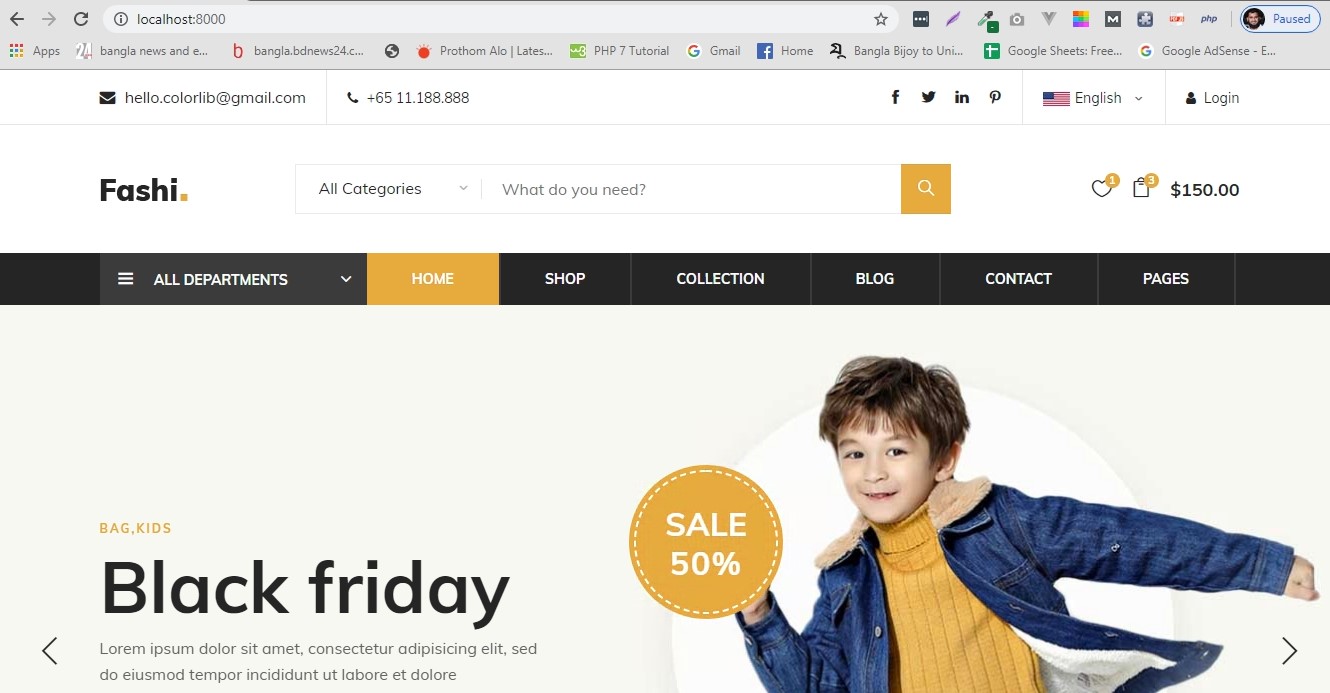 localhost:8000
Paused
Apps
bangla news and e...
bangla.bdnews24.c...
Prothom Alo | Lates...
PHP 7 Tutorial
Gmail
Home
Bangla Bijoy to Uni...
Google Sheets: Free...
Google AdSense - E...
hello.colorlib@gmail.com
+65 11.188.888
English
Login
Fashi.
All Categories
What do you need?
1
3
$150.00
ALL DEPARTMENTS
HOME
SHOP
COLLECTION
BLOG
CONTACT
PAGES
SALE
50%
BAG,KIDS
Black friday
Lorem ipsum dolor sit amet, consectetur adipisicing elit, sed
do eiusmod tempor incididunt ut labore et dolore